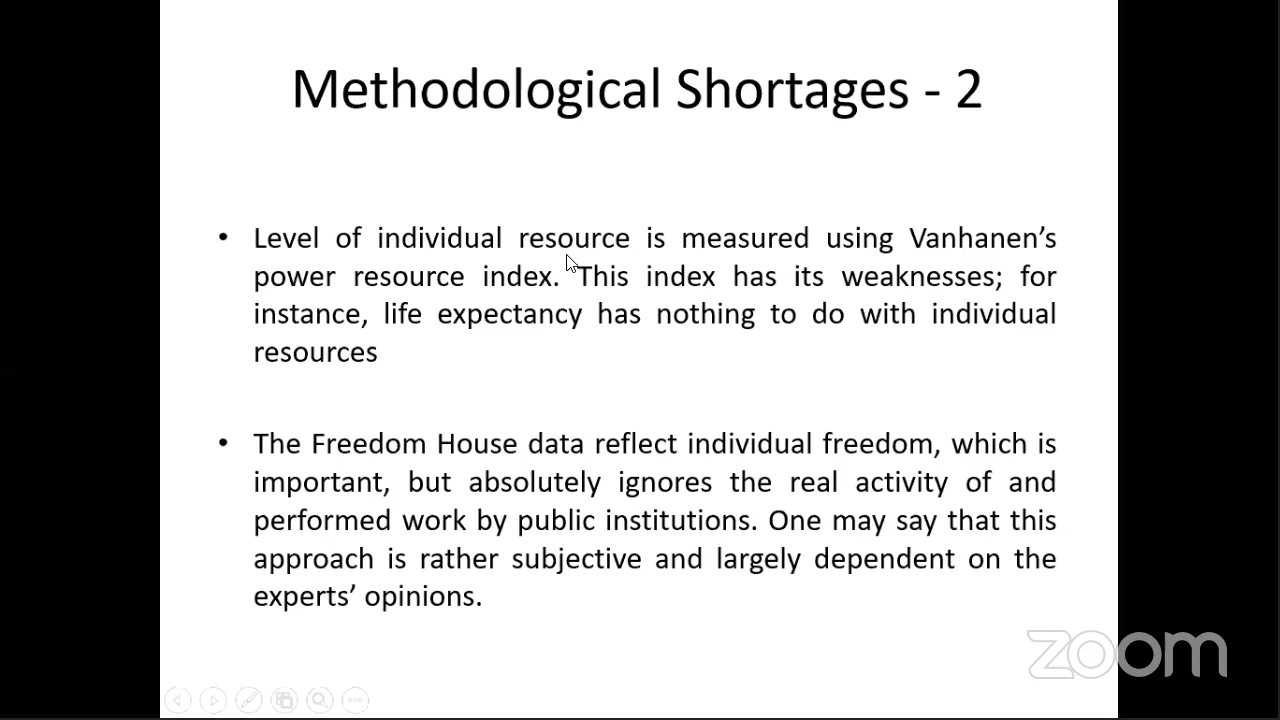 Methodological Shortages - 2
• Level of individual resource is measured using Vanhanen’s
power resource index. This index has its weaknesses; for
instance, life expectancy has nothing to do with individual
resources
• The Freedom House data reflect individual freedom, which is
important, but absolutely ignores the real activity of and
performed work by public institutions. One may say that this
approach is rather subjective and largely dependent on the
experts’ opinions.
zoom